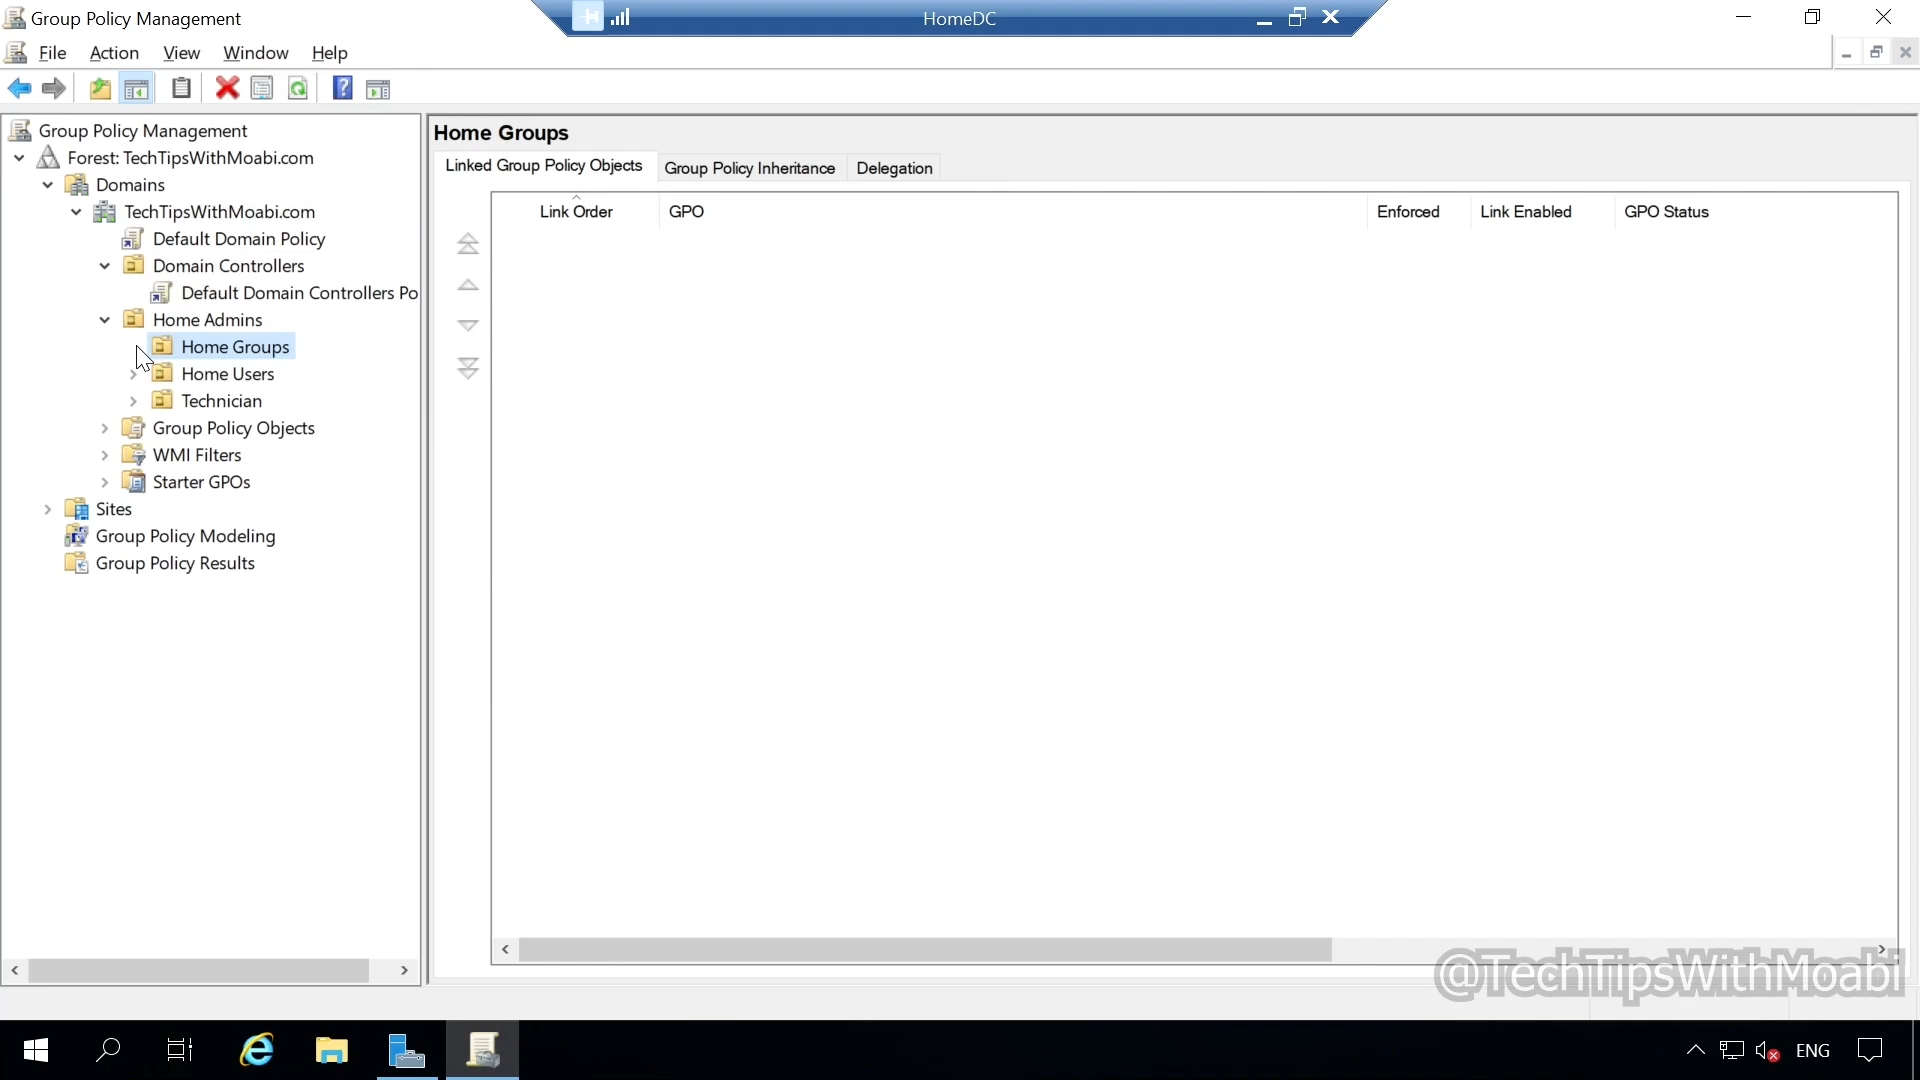 Group Policy Management
HomeDC
File Action View Window Help
Group Policy Management
Forest: TechTipsWithMoabi.com
Domains
TechTipsWithMoabi.com
Default Domain Policy
Domain Controllers
Default Domain Controllers Po
Home Admins
Home Groups
Home Users
Technician
Group Policy Objects
WMI Filters
Starter GPOs
Sites
Group Policy Modeling
Group Policy Results
Home Groups
Linked Group Policy Objects Group Policy Inheritance Delegation
Link Order GPO Enforced Link Enabled GPO Status
@TechTipsWithMoabi
ENG